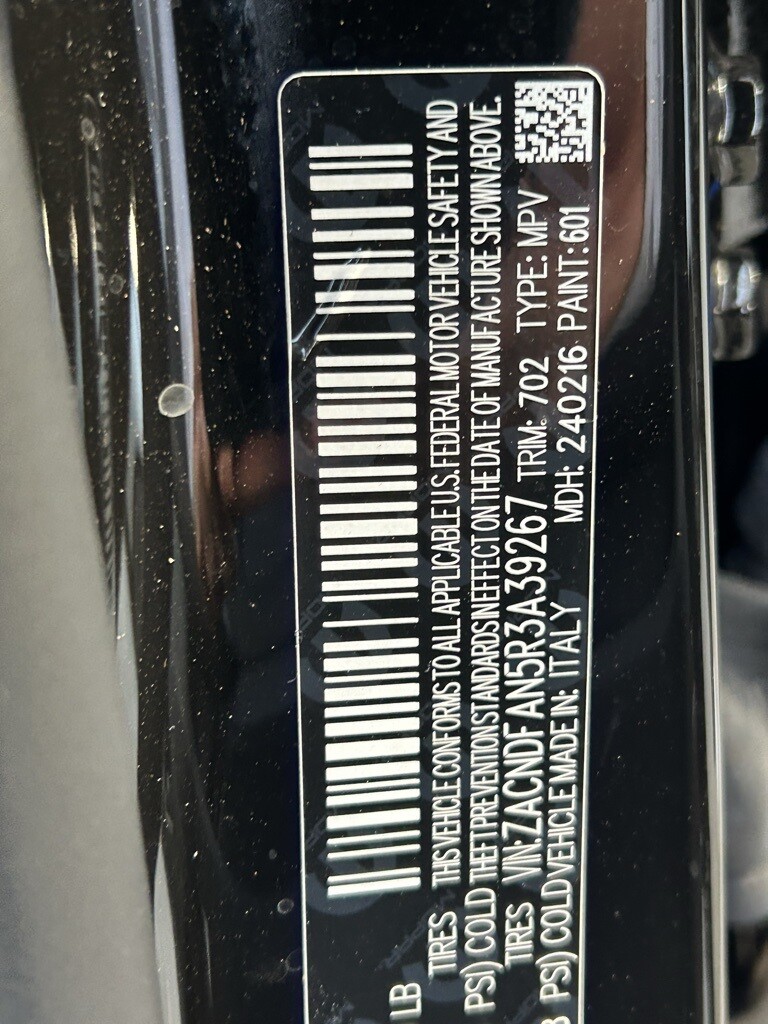 LB
TIRES THIS VEHICLE CONFORMS TO ALL APPLICABLE U.S. FEDERAL MOTOR VEHICLE SAFETY AND
PSI) COLD THEFT PREVENTION STANDARDS IN EFFECT ON THE DATE OF MANUFACTURE SHOWN ABOVE.
TIRES VIN: ZACNDFAN5R3A39267 TRIM: 702 TYPE: MPV
PSI) COLD VEHICLE MADE IN: ITALY MDH: 240216 PAINT: 601